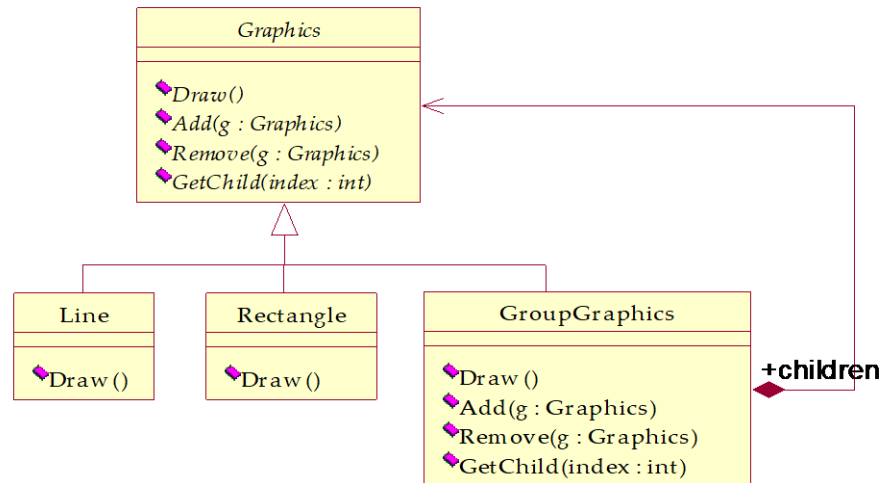 Graphics
Draw()
Add(g : Graphics)
Remove(g : Graphics)
GetChild(index : int)
Line
Draw()
Rectangle
Draw()
GroupGraphics
Draw()
Add(g : Graphics)
Remove(g : Graphics)
GetChild(index : int)
+children